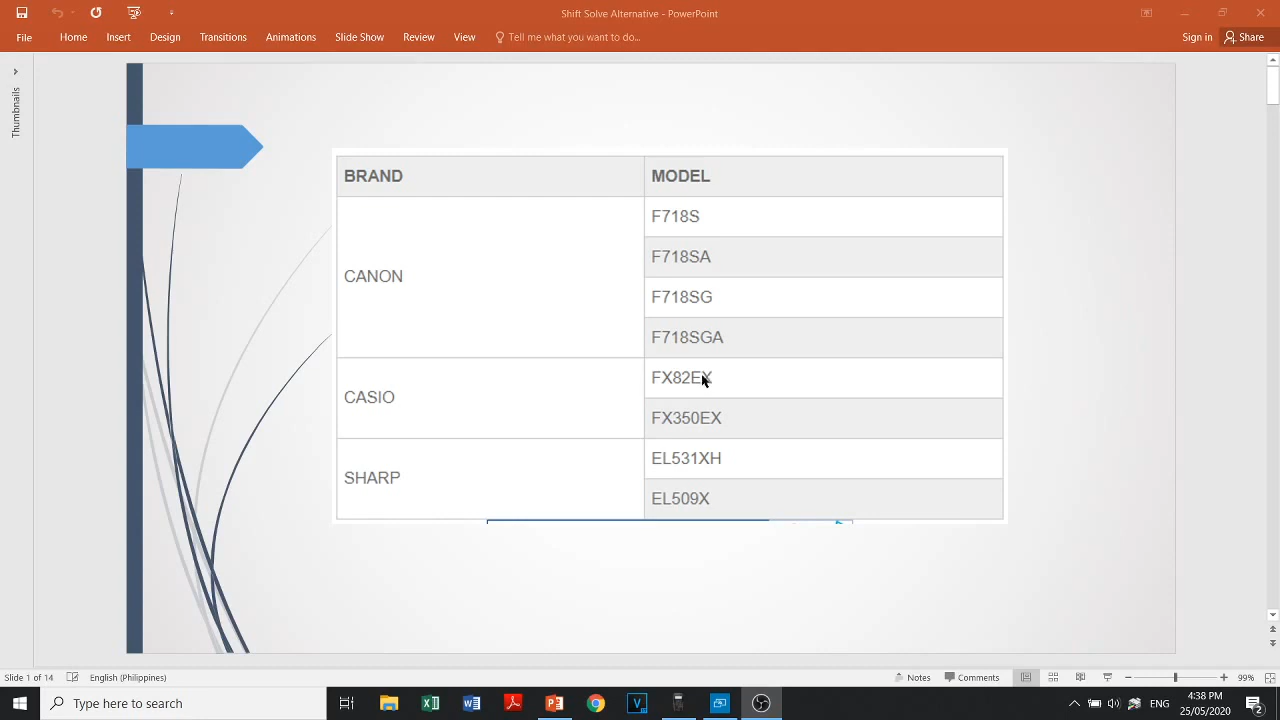 Shift Solve Alternative - PowerPoint
File Home Insert Design Transitions Animations Slide Show Review View Tell me what you want to do... Sign in Share
Thumbnails
BRAND MODEL
CANON
F718S
F718SA
F718SG
F718SGA
CASIO
FX82EX
FX350EX
SHARP
EL531XH
EL509X
Slide 1 of 14 English (Philippines) Notes Comments 99%
Type here to search
ENG
4:38 PM
25/05/2020
2